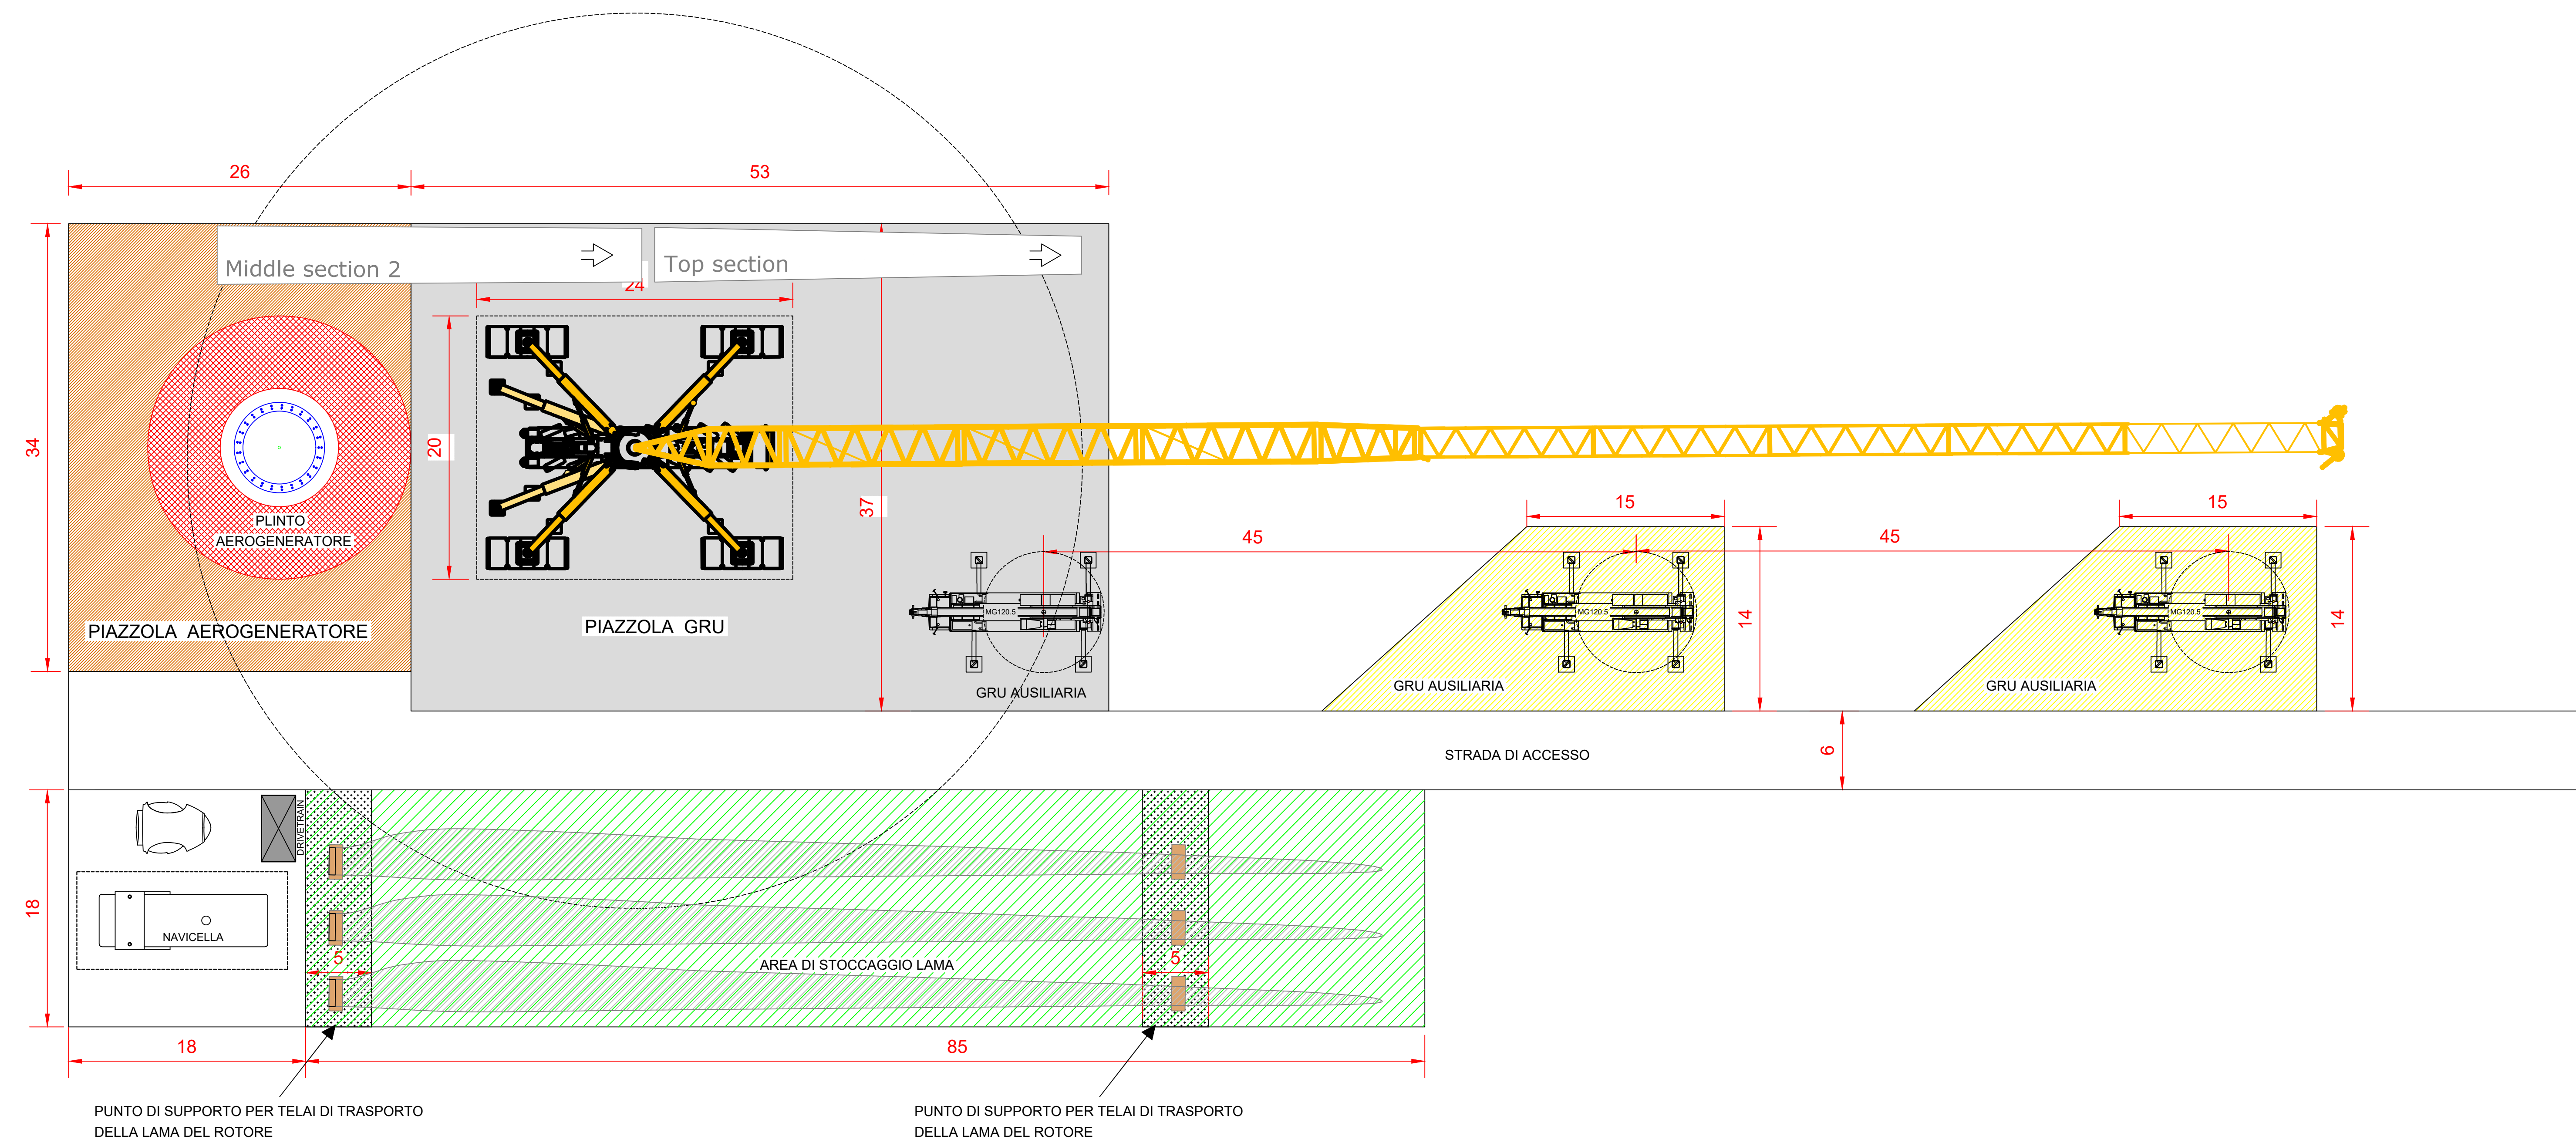 26
53
Middle section 2
Top section
24
34
20
37
PLINTO
AEROGENERATORE
PIAZZOLA AEROGENERATORE
PIAZZOLA GRU
MG120.5
GRU AUSILIARIA
45
15
14
MG120.5
GRU AUSILIARIA
45
15
14
MG120.5
GRU AUSILIARIA
STRADA DI ACCESSO
6
18
DRIVETRAIN
NAVICELLA
5
AREA DI STOCCAGGIO LAMA
5
18
85
PUNTO DI SUPPORTO PER TELAI DI TRASPORTO
DELLA LAMA DEL ROTORE
PUNTO DI SUPPORTO PER TELAI DI TRASPORTO
DELLA LAMA DEL ROTORE